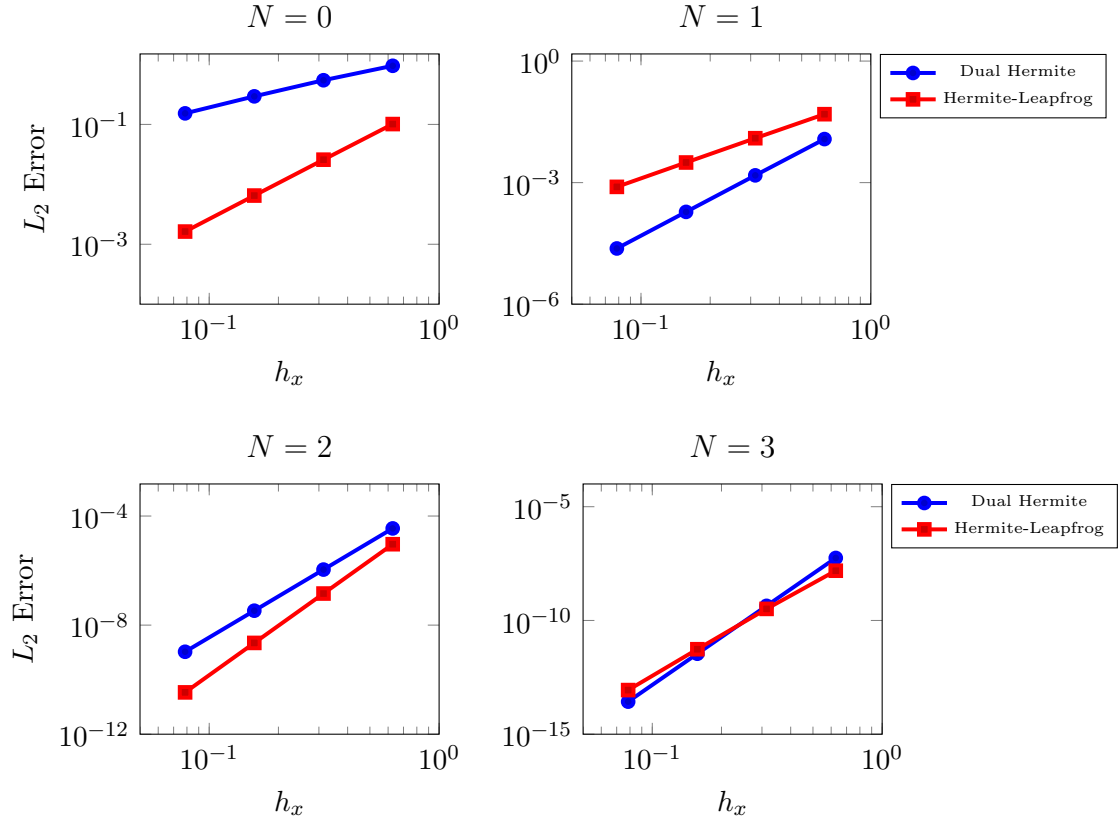 N = 0
N = 1
10^{-1}
10^{-3}
L_2 Error
10^{-1}
10^0
h_x
10^0
10^{-3}
10^{-6}
10^{-1}
10^0
h_x
Dual Hermite
Hermite-Leapfrog
N = 2
N = 3
10^{-4}
10^{-8}
10^{-12}
L_2 Error
10^{-1}
10^0
h_x
10^{-5}
10^{-10}
10^{-15}
10^{-1}
10^0
h_x
Dual Hermite
Hermite-Leapfrog